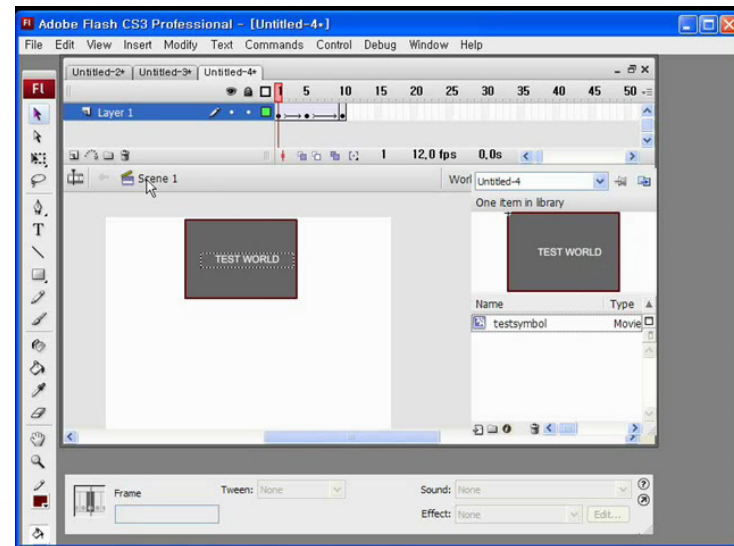 Adobe Flash CS3 Professional - [Untitled-4*]
File Edit View Insert Modify Text Commands Control Debug Window Help
Untitled-2* Untitled-3* Untitled-4*
Fl
1 5 10 15 20 25 30 35 40 45 50
Layer 1
1 12.0 fps 0.0s
Scene 1
Worl
Untitled-4
One item in library
TEST WORLD
TEST WORLD
Name Type
testsymbol Movie
T
Frame
Tween: None
Sound: None
Effect: None Edit...